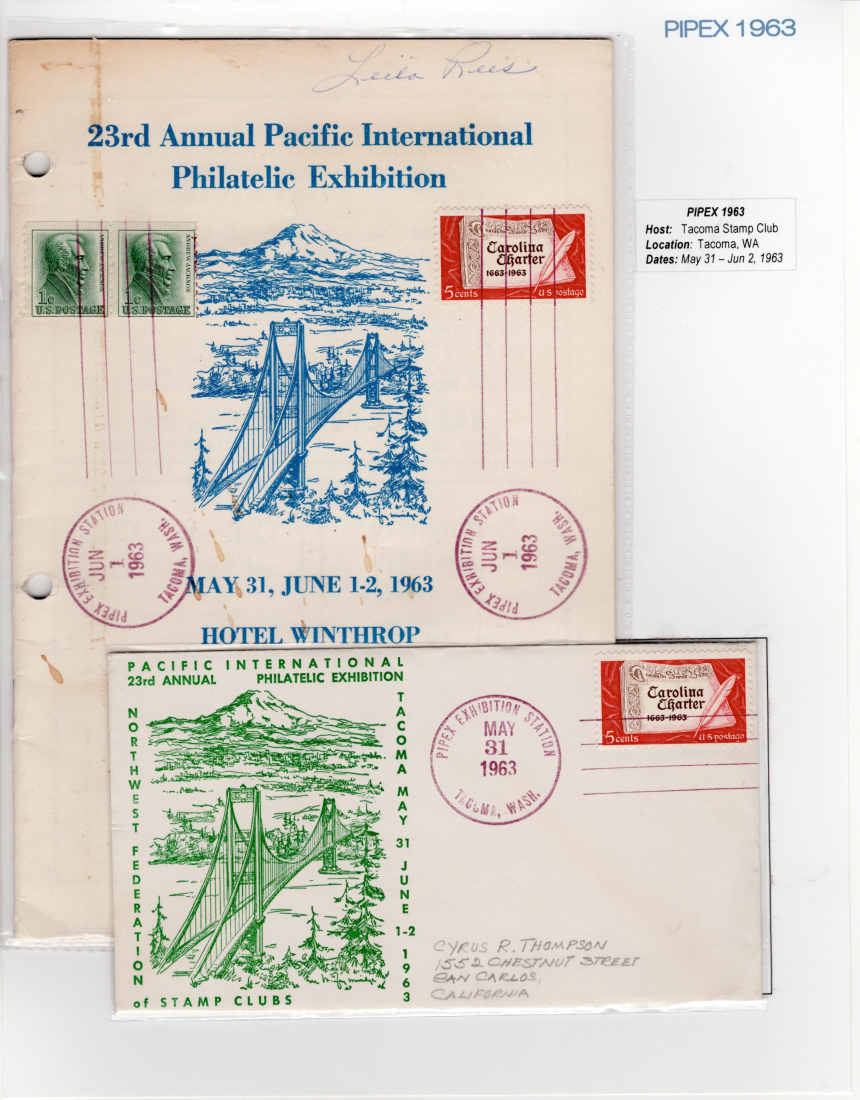 PIPEX 1963
Leila Rees
23rd Annual Pacific International
Philatelic Exhibition
PIPEX 1963
Host: Tacoma Stamp Club
Location: Tacoma, WA
Dates: May 31 – Jun 2, 1963
1c
U.S. POSTAGE
ANDREW JACKSON
1c
U.S. POSTAGE
ANDREW JACKSON
Carolina
Charter
1663-1963
5 cents U.S. postage
PIPEX EXHIBITION STATION
JUN
1
1963
TACOMA, WASH.
PIPEX EXHIBITION STATION
JUN
1
1963
TACOMA, WASH.
MAY 31, JUNE 1-2, 1963
HOTEL WINTHROP
PACIFIC INTERNATIONAL
23rd ANNUAL PHILATELIC EXHIBITION
TACOMA MAY 31 JUNE 1-2 1963
NORTHWEST FEDERATION
of STAMP CLUBS
PIPEX EXHIBITION STATION
MAY
31
1963
TACOMA, WASH.
Carolina
Charter
1663-1963
5 cents U.S. postage
CYRUS R. THOMPSON
1552 CHESTNUT STREET
SAN CARLOS,
CALIFORNIA